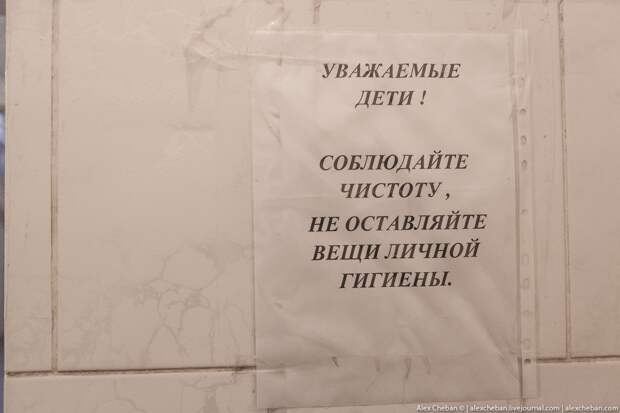 УВАЖАЕМЫЕ
ДЕТИ !
СОБЛЮДАЙТЕ
ЧИСТОТУ ,
НЕ ОСТАВЛЯЙТЕ
ВЕЩИ ЛИЧНОЙ
ГИГИЕНЫ.
Alex Cheban © | alexcheban.livejournal.com | alexcheban.com